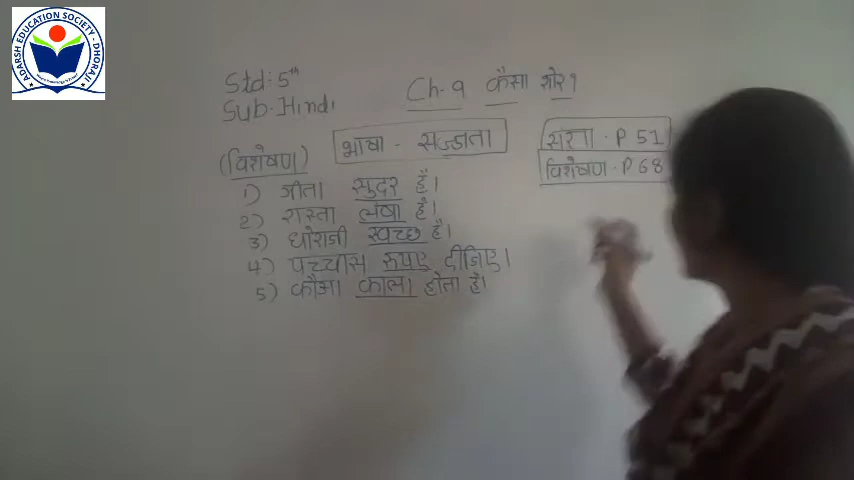 ADARSH EDUCATION SOCIETY - DHORAJI
Std:- 5th
Sub:- Hindi
Ch-9 कैसा शोर?
भाषा - सज्जता
सरता - P 51
विशेषण - P 68
(विशेषण)
1) गीता सुदर है।
2) रास्ता लंबा है।
3) धोराजी स्वच्छ है।
4) पच्चीस रुपए दीजिए।
5) कौआ काला होता है।